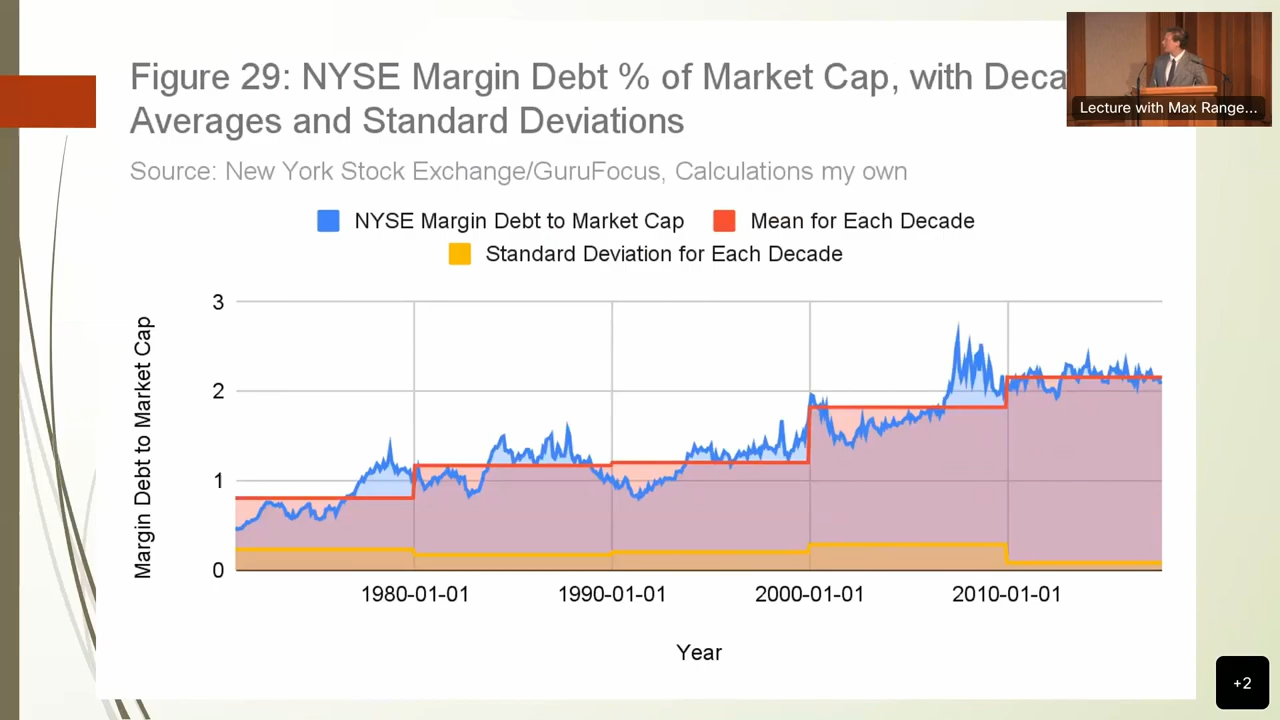 Figure 29: NYSE Margin Debt % of Market Cap, with
Averages and Standard Deviations
Source: New York Stock Exchange/GuruFocus, Calculations my own
Lecture with Max Range...
NYSE Margin Debt to Market Cap
Mean for Each Decade
Standard Deviation for Each Decade
Margin Debt to Market Cap
3
2
1
0
1980-01-01
1990-01-01
2000-01-01
2010-01-01
Year
+2